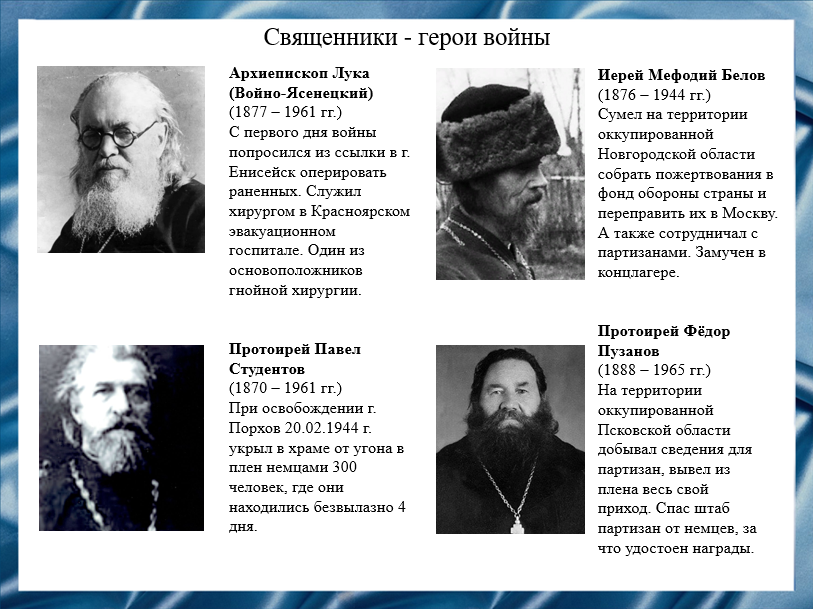 Священники - герои войны
Архиепископ Лука
(Войно-Ясенецкий)
(1877 – 1961 гг.)
С первого дня войны
попросился из ссылки в г.
Енисейск оперировать
раненных. Служил
хирургом в Красноярском
эвакуационном
госпитале. Один из
основоположников
гнойной хирургии.
Иерей Мефодий Белов
(1876 – 1944 гг.)
Сумел на территории
оккупированной
Новгородской области
собрать пожертвования в
фонд обороны страны и
переправить их в Москву.
А также сотрудничал с
партизанами. Замучен в
концлагере.
Протоирей Павел
Студентов
(1870 – 1961 гг.)
При освобождении г.
Порхов 20.02.1944 г.
укрыл в храме от угона в
плен немцами 300
человек, где они
находились безвылазно 4
дня.
Протоирей Фёдор
Пузанов
(1888 – 1965 гг.)
На территории
оккупированной
Псковской области
добывал сведения для
партизан, вывел из
плена весь свой
приход. Спас штаб
партизан от немцев, за
что удостоен награды.